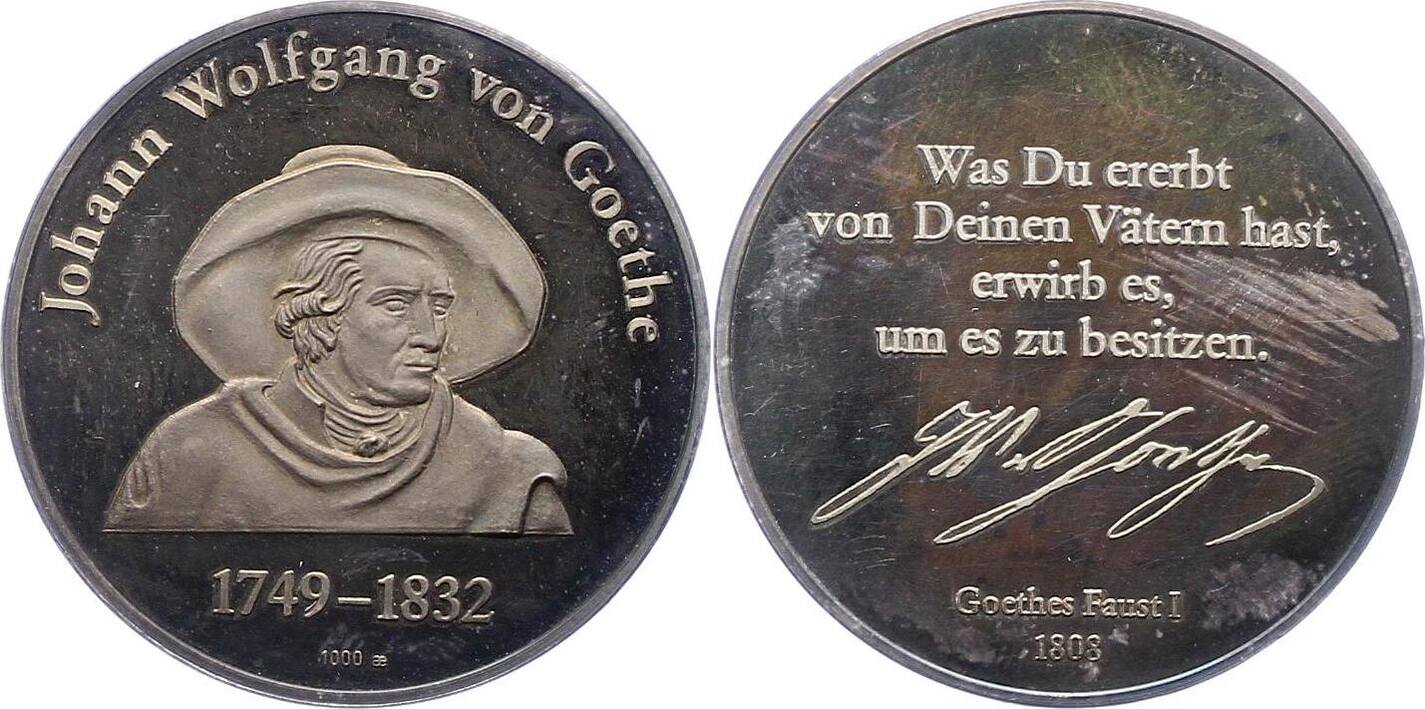 Johann Wolfgang von Goethe
1749–1832
1000 æ
Was Du ererbt
von Deinen Vätern hast,
erwirb es,
um es zu besitzen.
JWvGoethe
Goethes Faust I
1808